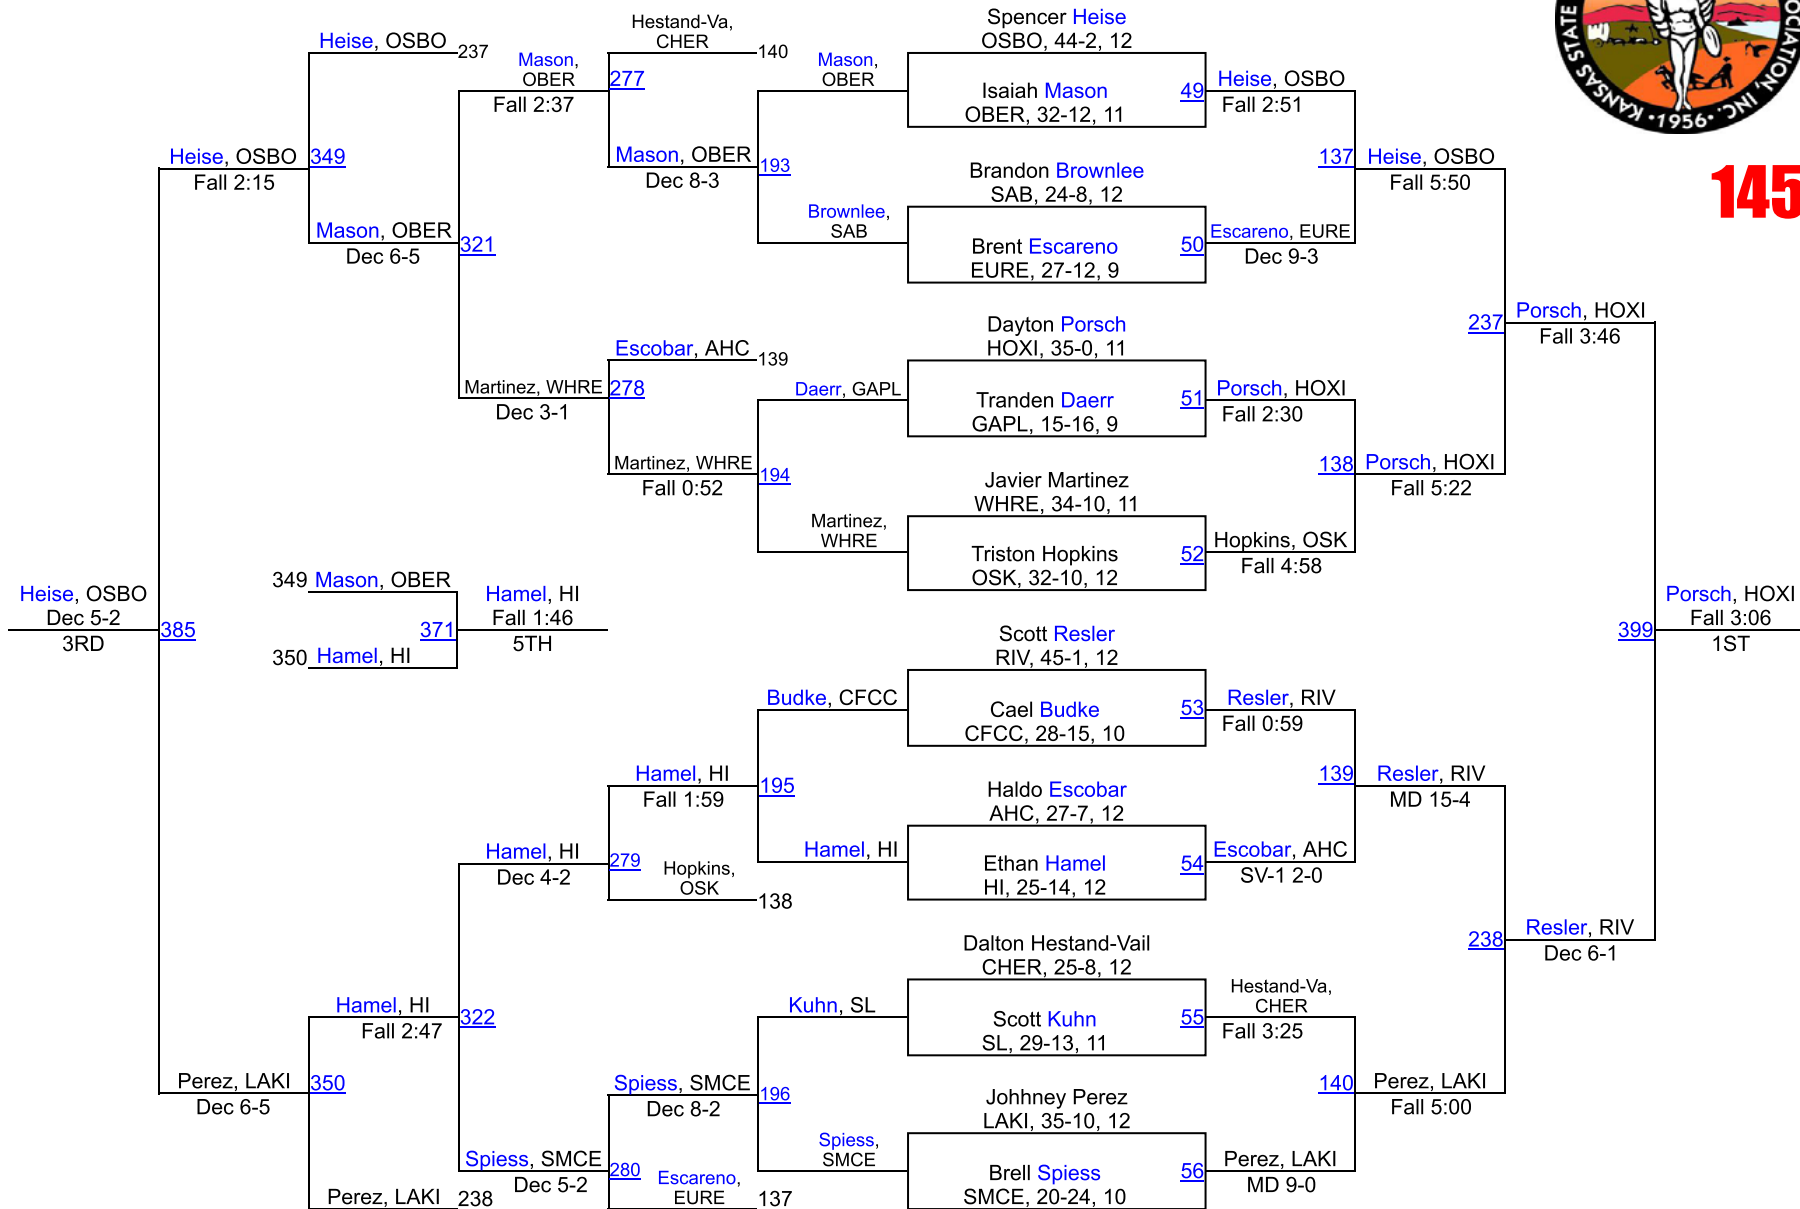 Spencer Heise
OSBO, 44-2, 12
Isaiah Mason
OBER, 32-12, 11
49
Brandon Brownlee
SAB, 24-8, 12
Brent Escareno
EURE, 27-12, 9
50
Dayton Porsch
HOXI, 35-0, 11
Tranden Daerr
GAPL, 15-16, 9
51
Javier Martinez
WHRE, 34-10, 11
Triston Hopkins
OSK, 32-10, 12
52
Scott Resler
RIV, 45-1, 12
Cael Budke
CFCC, 28-15, 10
53
Haldo Escobar
AHC, 27-7, 12
Ethan Hamel
HI, 25-14, 12
54
Dalton Hestand-Vail
CHER, 25-8, 12
Scott Kuhn
SL, 29-13, 11
55
Johhney Perez
LAKI, 35-10, 12
Brell Spiess
SMCE, 20-24, 10
56
Heise, OSBO
Fall 2:51
Escareno, EURE
Dec 9-3
Porsch, HOXI
Fall 2:30
Hopkins, OSK
Fall 4:58
Resler, RIV
Fall 0:59
Escobar, AHC
SV-1 2-0
Hestand-Va,
CHER
Fall 3:25
Perez, LAKI
MD 9-0
137
Heise, OSBO
Fall 5:50
138
Porsch, HOXI
Fall 5:22
139
Resler, RIV
MD 15-4
140
Perez, LAKI
Fall 5:00
237
Porsch, HOXI
Fall 3:46
238
Resler, RIV
Dec 6-1
399
Porsch, HOXI
Fall 3:06
1ST
Mason,
OBER
Brownlee,
SAB
193
Daerr, GAPL
Martinez,
WHRE
194
Budke, CFCC
Hamel, HI
195
Kuhn, SL
Spiess,
SMCE
196
Hestand-Va,
CHER
140
Mason, OBER
Dec 8-3
277
Escobar, AHC
139
Martinez, WHRE
Fall 0:52
278
Hamel, HI
Fall 1:59
Hopkins,
OSK
138
279
Spiess, SMCE
Dec 8-2
Escareno,
EURE
137
280
Mason,
OBER
Fall 2:37
Martinez, WHRE
Dec 3-1
321
Hamel, HI
Dec 4-2
Spiess, SMCE
Dec 5-2
322
Heise, OSBO
237
Mason, OBER
Dec 6-5
349
Hamel, HI
Fall 2:47
Perez, LAKI
238
350
Heise, OSBO
Fall 2:15
Perez, LAKI
Dec 6-5
385
Heise, OSBO
Dec 5-2
3RD
349 Mason, OBER
350 Hamel, HI
371
Hamel, HI
Fall 1:46
5TH
145
KANSAS STATE
OCIATION, INC.
•1956•